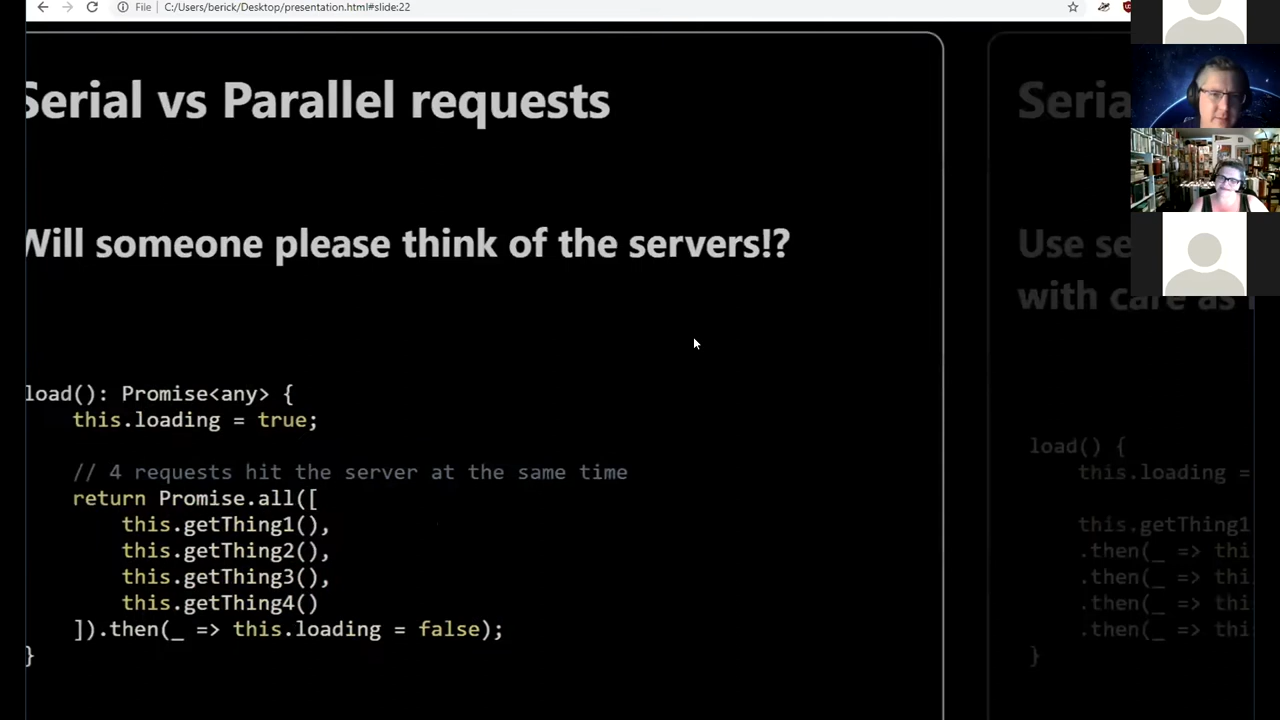 File
C:/Users/berick/Desktop/presentation.html#slide:22
Serial vs Parallel requests
Will someone please think of the servers!?
load(): Promise<any> {
this.loading = true;
// 4 requests hit the server at the same time
return Promise.all([
this.getThing1(),
this.getThing2(),
this.getThing3(),
this.getThing4()
]).then(_ => this.loading = false);
}
Seria
Use se
with care as
load() {
this.loading =
this.getThing1
.then(_ => thi
.then(_ => thi
.then(_ => thi
.then(_ => thi
}